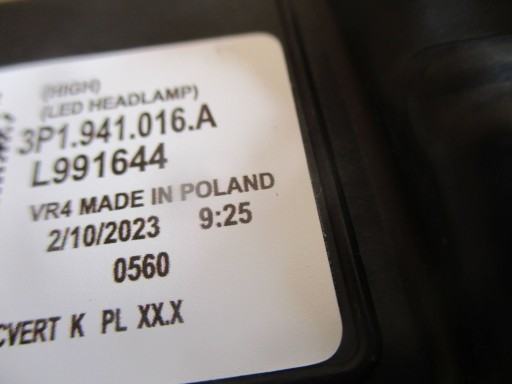 (HIGH)
(LED HEADLAMP)
3P1.941.016.A
L991644
VR4 MADE IN POLAND
2/10/2023 9:25
0560
CVERT K PL XX.X